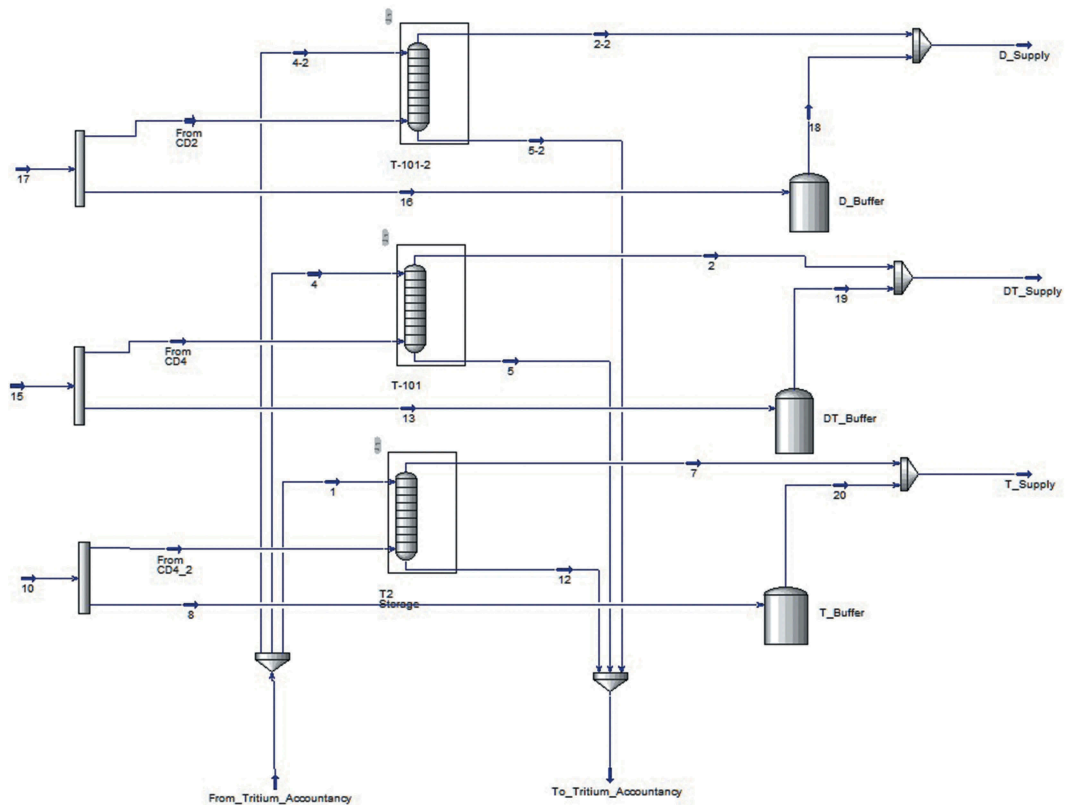 4-2
2-2
D_Supply
From
CD2
18
17
5-2
T-101-2
16
D_Buffer
4
2
DT_Supply
19
From
CD4
5
15
T-101
13
DT_Buffer
1
7
T_Supply
20
From
CD4_2
12
10
T2
Storage
8
T_Buffer
From_Tritium_Accountancy
To_Tritium_Accountancy